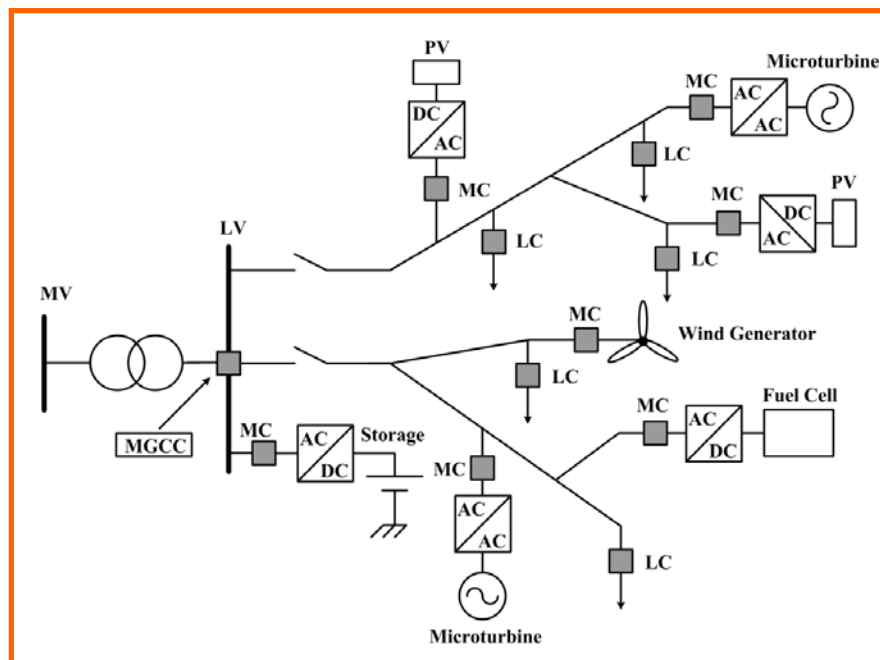 PV
Microturbine
MC
AC
AC
DC
AC
MC
LC
PV
MC
DC
AC
LV
LC
LC
MV
MC
Wind Generator
LC
Fuel Cell
MC
AC
DC
MGCC
MC
AC
DC
Storage
MC
AC
AC
LC
Microturbine